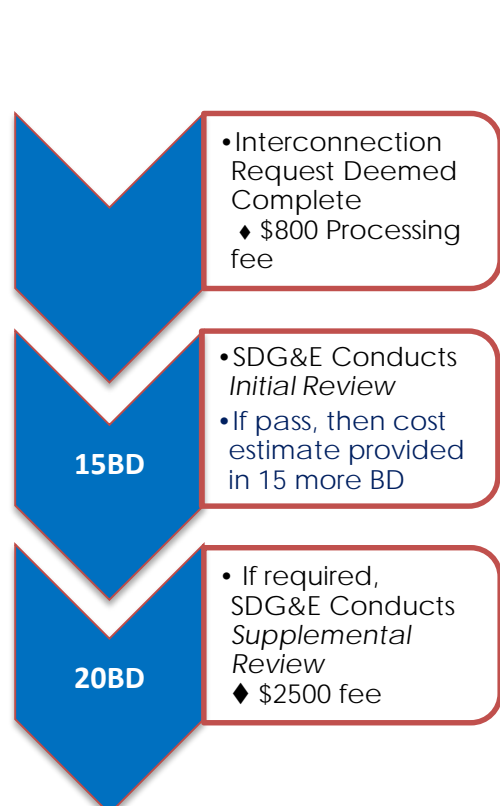 •Interconnection
Request Deemed
Complete
♦ $800 Processing
fee
15BD
•SDG&E Conducts
Initial Review
•If pass, then cost
estimate provided
in 15 more BD
20BD
• If required,
SDG&E Conducts
Supplemental
Review
♦ $2500 fee